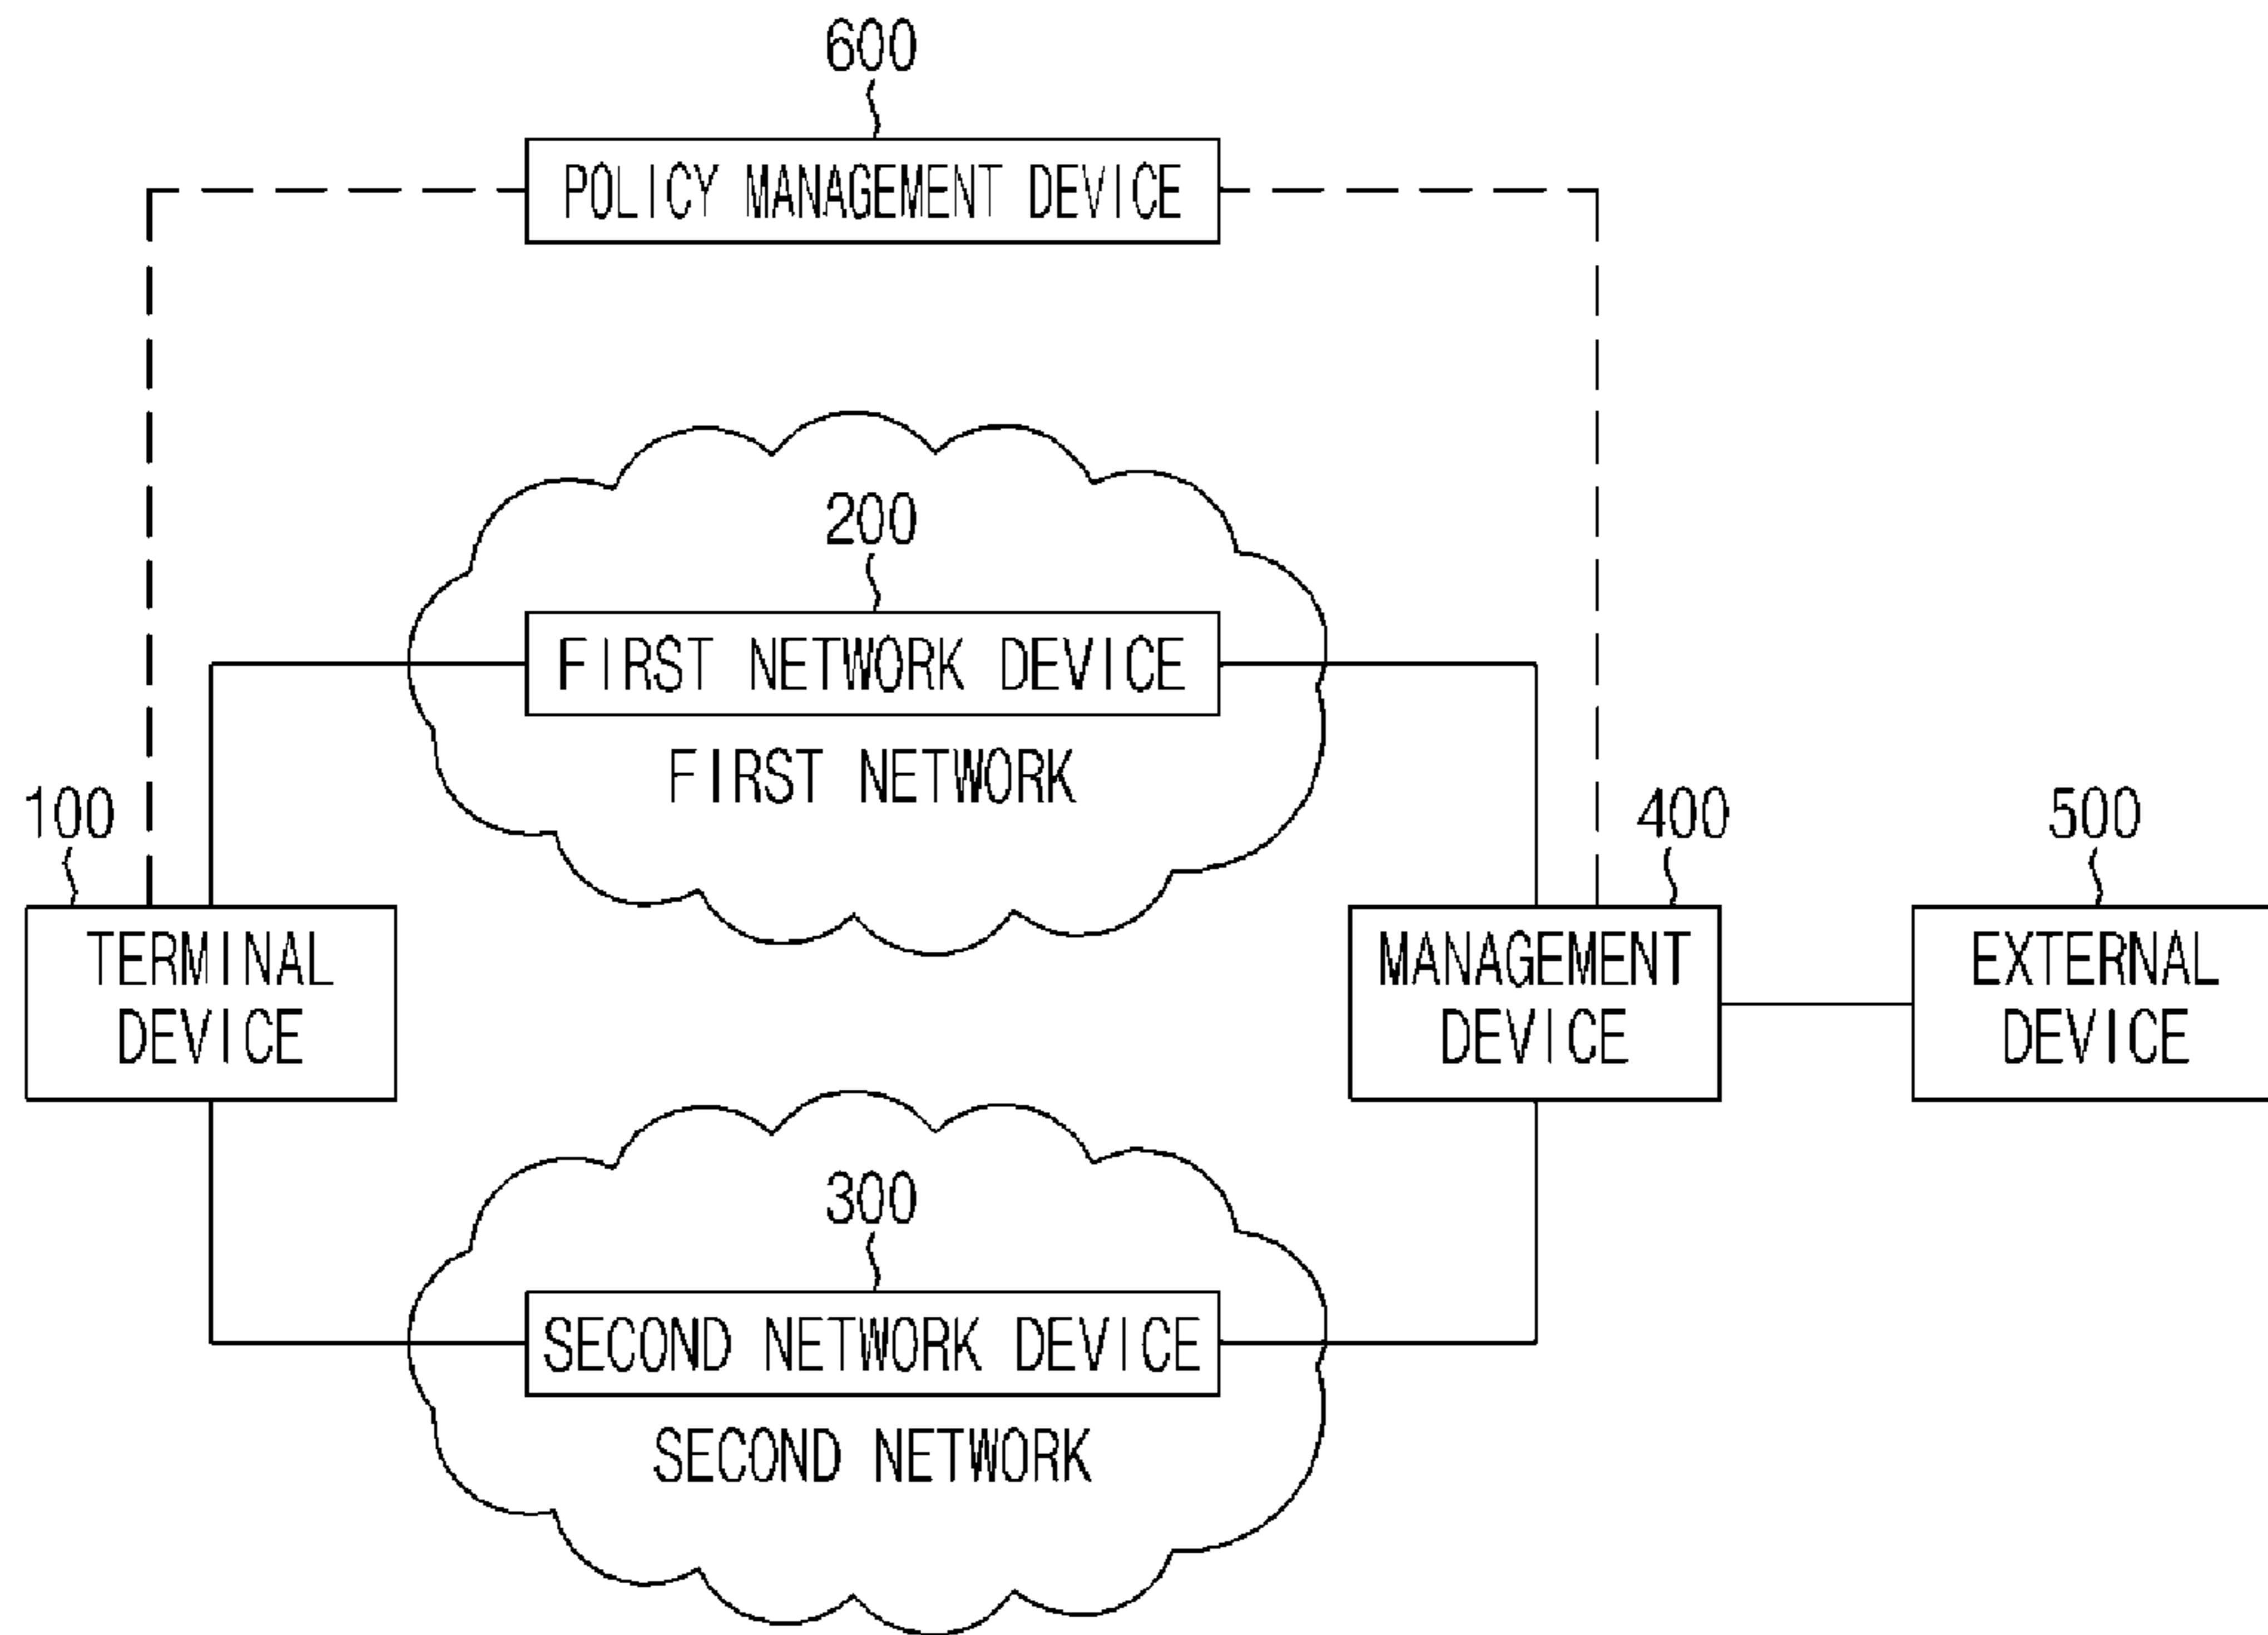 600
POLICY MANAGEMENT DEVICE
200
FIRST NETWORK DEVICE
FIRST NETWORK
100
TERMINAL
DEVICE
400
MANAGEMENT
DEVICE
500
EXTERNAL
DEVICE
300
SECOND NETWORK DEVICE
SECOND NETWORK